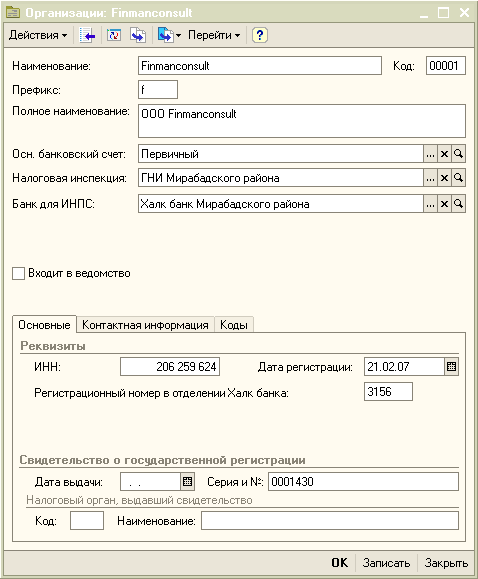 Организации: Finmanconsult
Действия Перейти ?
Наименование: Finmanconsult Код: 00001
Префикс: f
Полное наименование: ООО Finmanconsult
Осн. банковский счет: Первичный ...
Налоговая инспекция: ГНИ Мирабадского района ...
Банк для ИНПС: Халк банк Мирабадского района ...
Входит в ведомство
Основные Контактная информация Коды
Реквизиты
ИНН: 206 259 624 Дата регистрации: 21.02.07
Регистрационный номер в отделении Халк банка: 3156
Свидетельство о государственной регистрации
Дата выдачи: . . Серия и №: 0001430
Налоговый орган, выдавший свидетельство
Код: Наименование:
OK Записать Закрыть